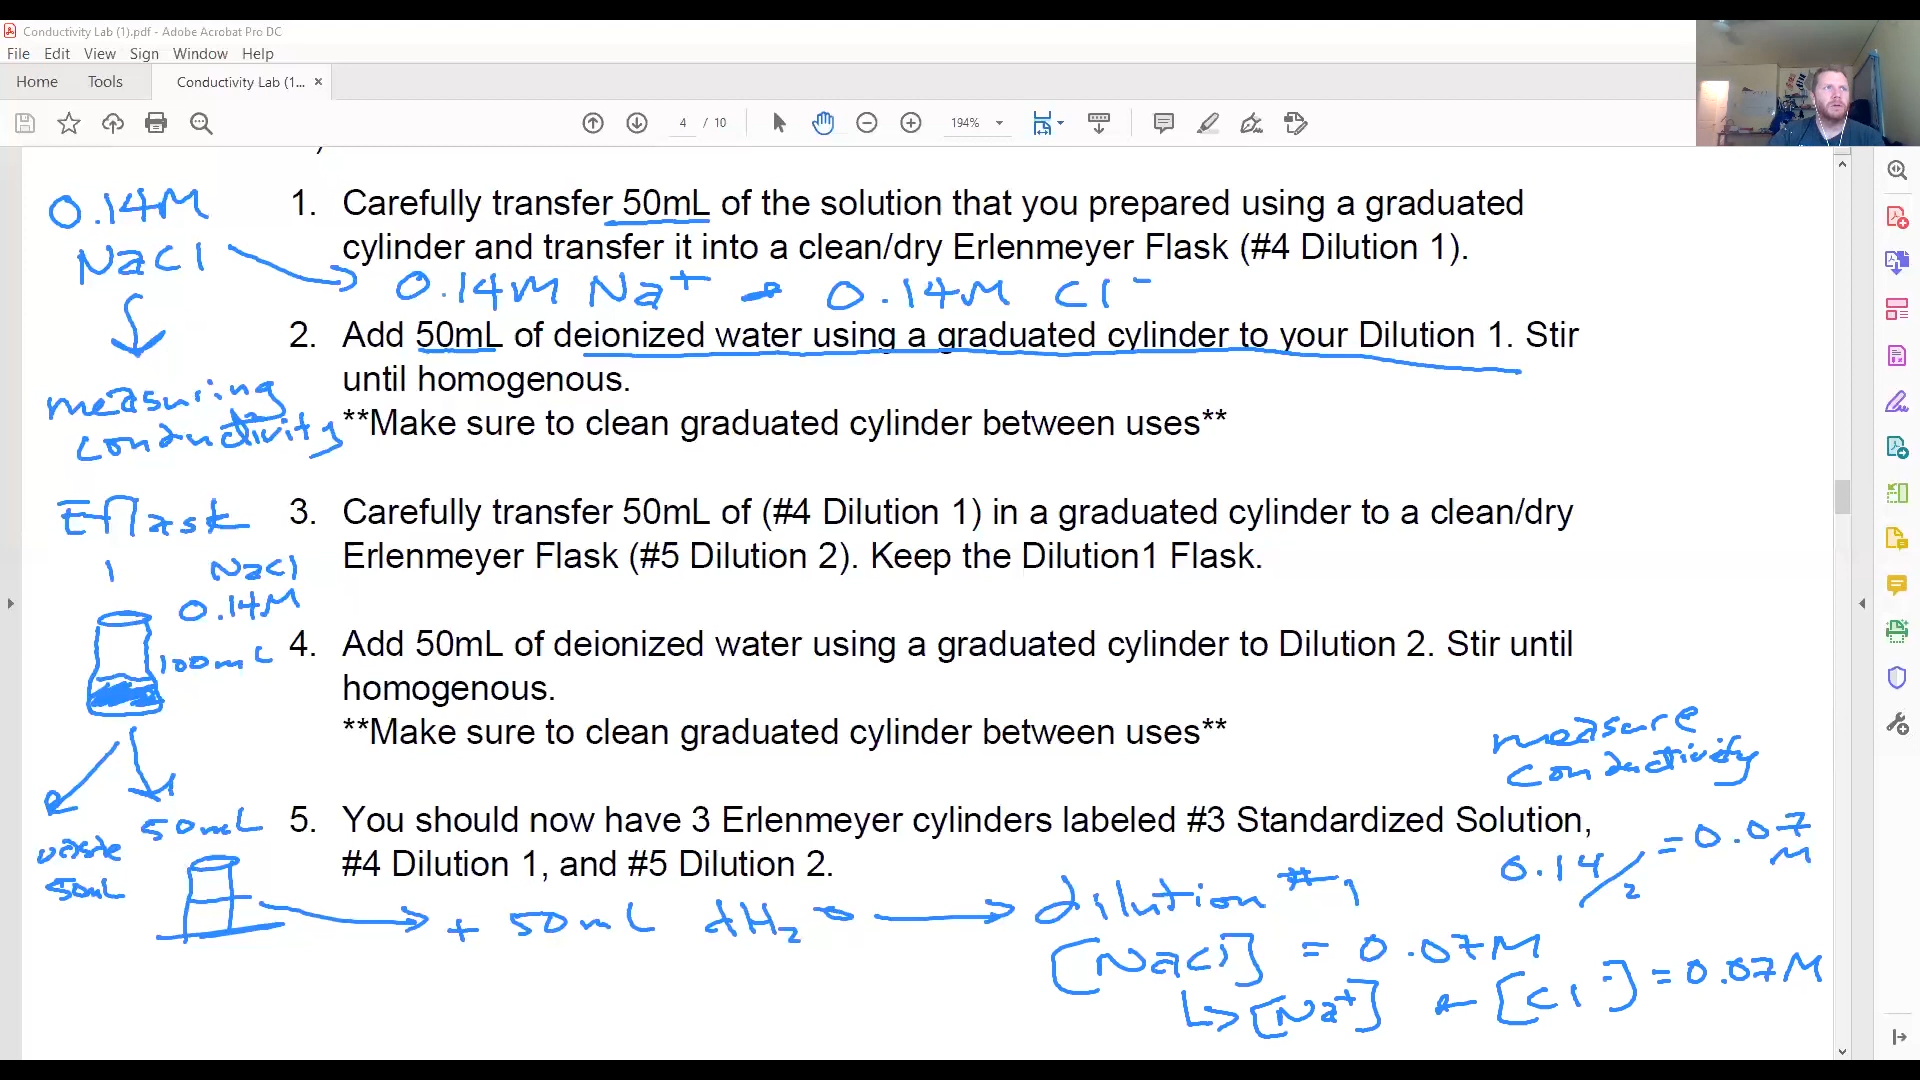 Conductivity Lab (1).pdf - Adobe Acrobat Pro DC
File Edit View Sign Window Help
Home Tools Conductivity Lab (1... ×
4 / 10 194%
0.14M
NaCl
1. Carefully transfer 50mL of the solution that you prepared using a graduated
cylinder and transfer it into a clean/dry Erlenmeyer Flask (#4 Dilution 1).
0.14M Na+ + 0.14M Cl-
2. Add 50mL of deionized water using a graduated cylinder to your Dilution 1. Stir
until homogenous.
**Make sure to clean graduated cylinder between uses**
measuring
conductivity
Eflask
1
NaCl
0.14M
100mL
3. Carefully transfer 50mL of (#4 Dilution 1) in a graduated cylinder to a clean/dry
Erlenmeyer Flask (#5 Dilution 2). Keep the Dilution1 Flask.
4. Add 50mL of deionized water using a graduated cylinder to Dilution 2. Stir until
homogenous.
**Make sure to clean graduated cylinder between uses**
measure
conductivity
5. You should now have 3 Erlenmeyer cylinders labeled #3 Standardized Solution,
#4 Dilution 1, and #5 Dilution 2.
waste
50mL
50mL
0.14/2 = 0.07
M
+ 50mL dH2O
dilution #1
[NaCl] = 0.07M
[Na+] + [Cl-] = 0.07M